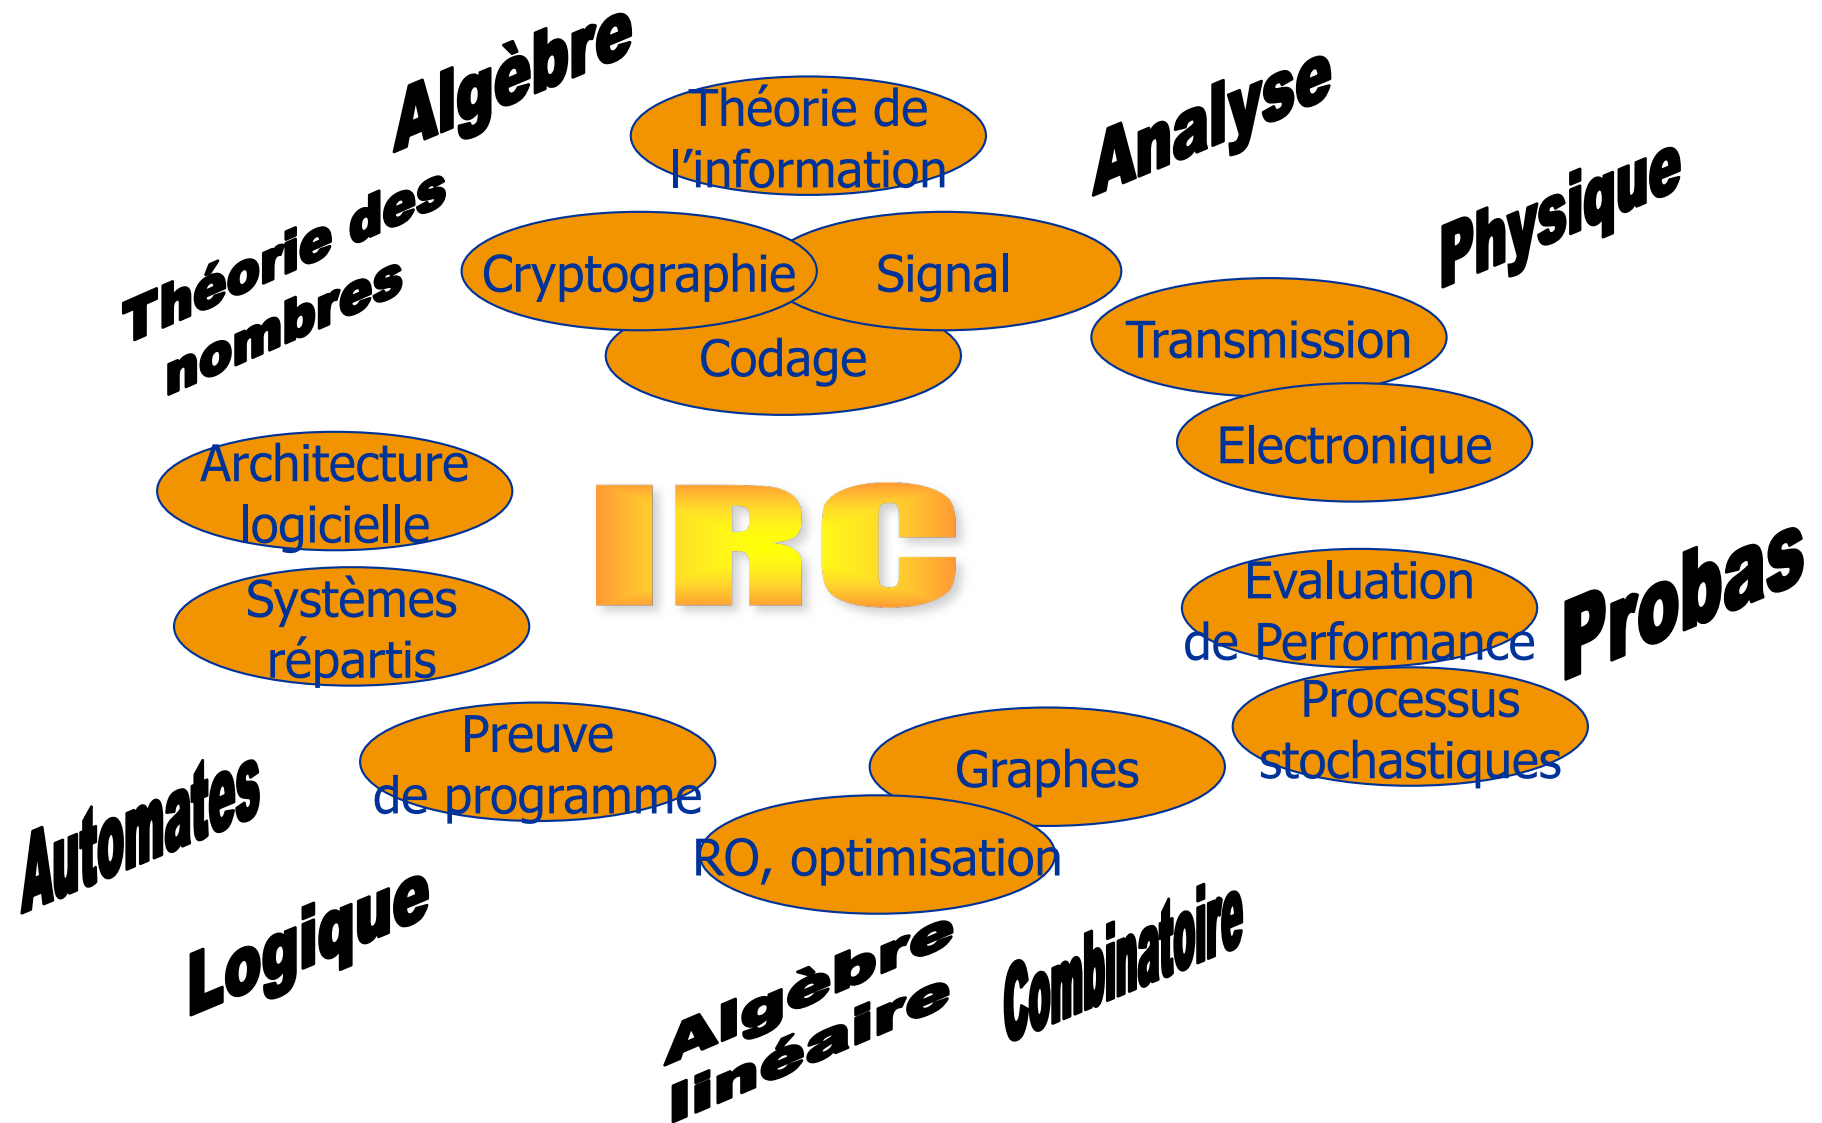 Algèbre
Théorie de
l’information
Analyse
Physique
Théorie des
nombres
Cryptographie
Signal
Codage
Transmission
Electronique
Architecture
logicielle
IRC
Systèmes
répartis
Evaluation
de Performance
Probas
Processus
stochastiques
Preuve
de programme
Graphes
RO, optimisation
Automates
Logique
Algèbre
linéaire
Combinatoire